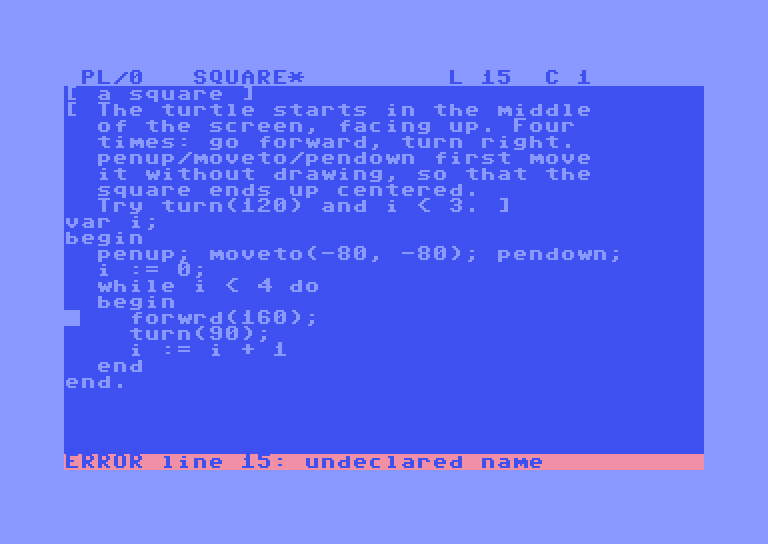 PL/0   SQUARE*         L 15  C 1
[ a square ]
[ The turtle starts in the middle
  of the screen, facing up. Four
  times: go forward, turn right.
  penup/moveto/pendown first move
  it without drawing, so that the
  square ends up centered.
  Try turn(120) and i < 3. ]
var i;
begin
  penup; moveto(-80, -80); pendown;
  i := 0;
  while i < 4 do
  begin
    forwrd(160);
    turn(90);
    i := i + 1
  end
end.
ERROR line 15: undeclared name